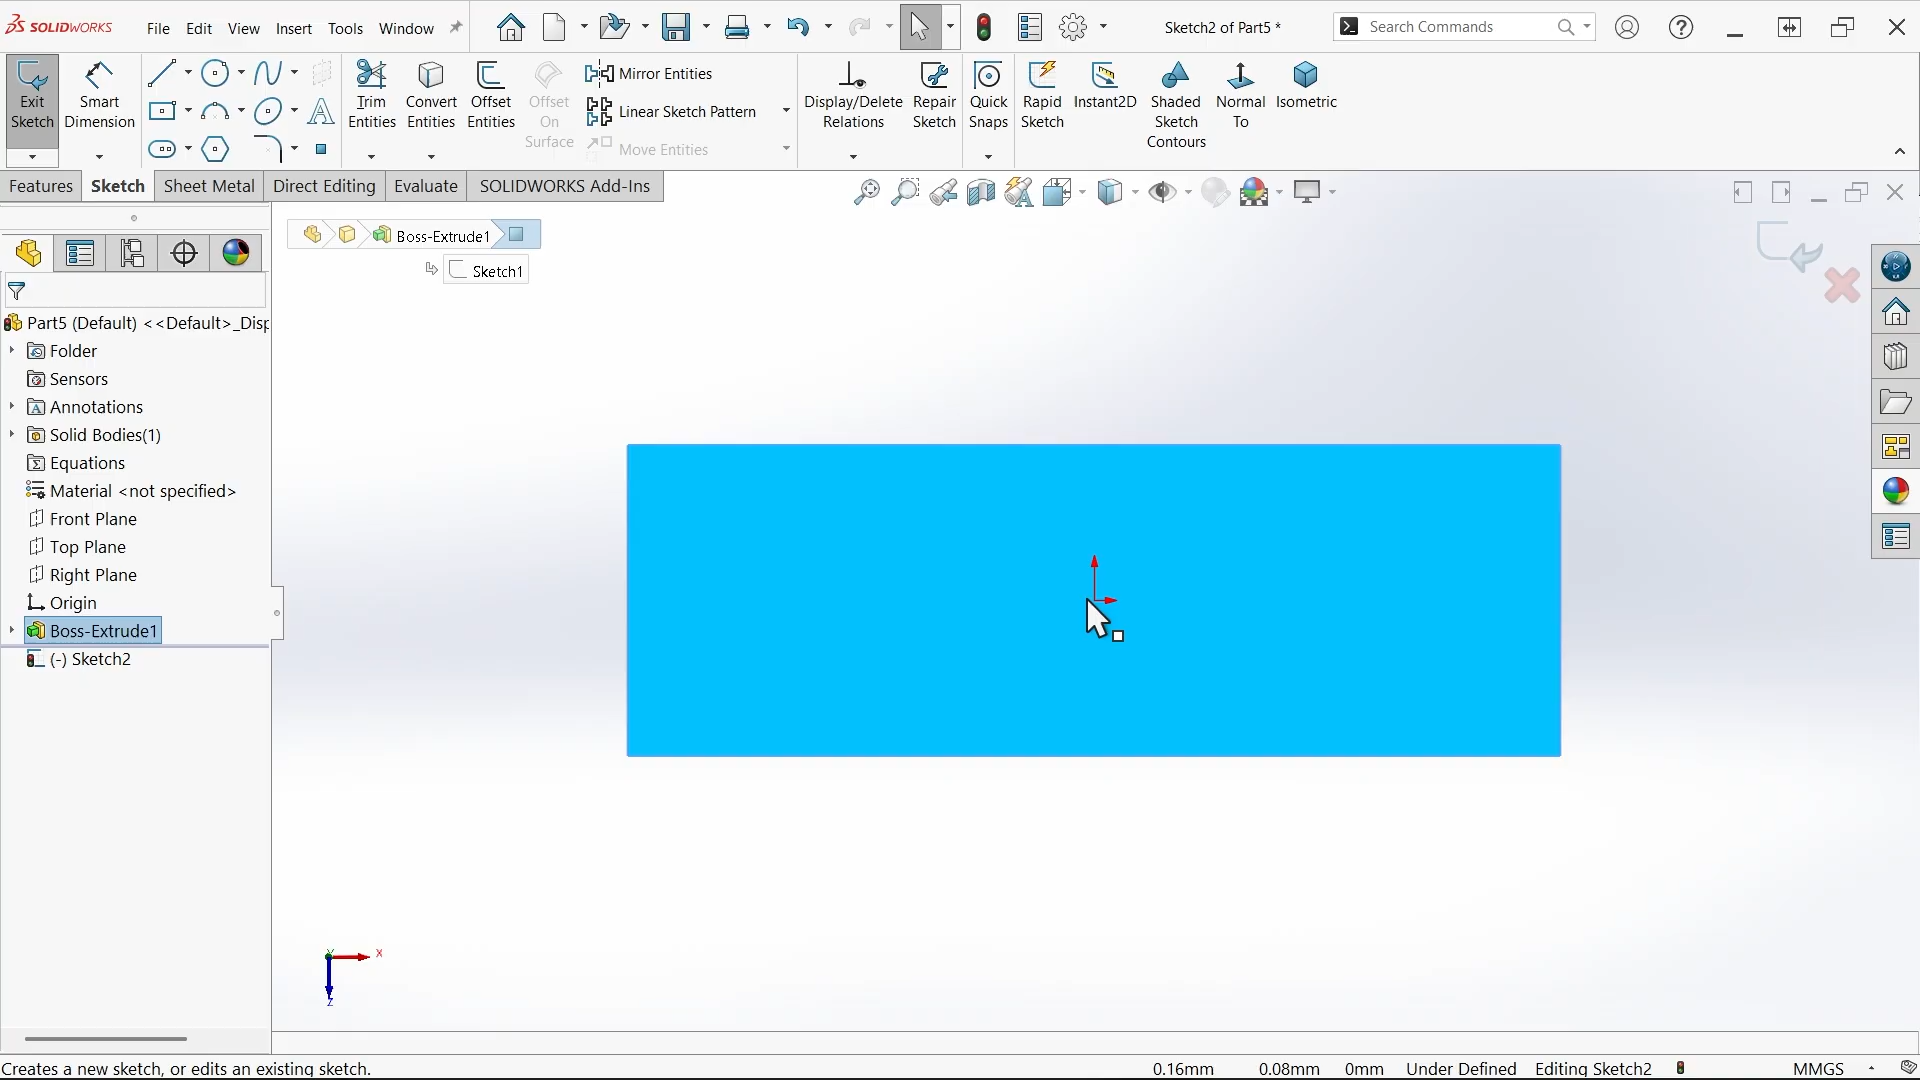 SOLIDWORKS
File Edit View Insert Tools Window
Sketch2 of Part5 *
Search Commands
Exit Sketch
Smart Dimension
Trim Entities
Convert Entities
Offset Entities
Offset On Surface
Mirror Entities
Linear Sketch Pattern
Move Entities
Display/Delete Relations
Repair Sketch
Quick Snaps
Rapid Sketch
Instant2D
Shaded Sketch Contours
Normal To
Isometric
Features Sketch Sheet Metal Direct Editing Evaluate SOLIDWORKS Add-Ins
Boss-Extrude1
Sketch1
Part5 (Default) <<Default>_Disp
Folder
Sensors
Annotations
Solid Bodies(1)
Equations
Material <not specified>
Front Plane
Top Plane
Right Plane
Origin
Boss-Extrude1
(-) Sketch2
Y
X
Z
Creates a new sketch, or edits an existing sketch.
0.16mm 0.08mm 0mm Under Defined Editing Sketch2 MMGS